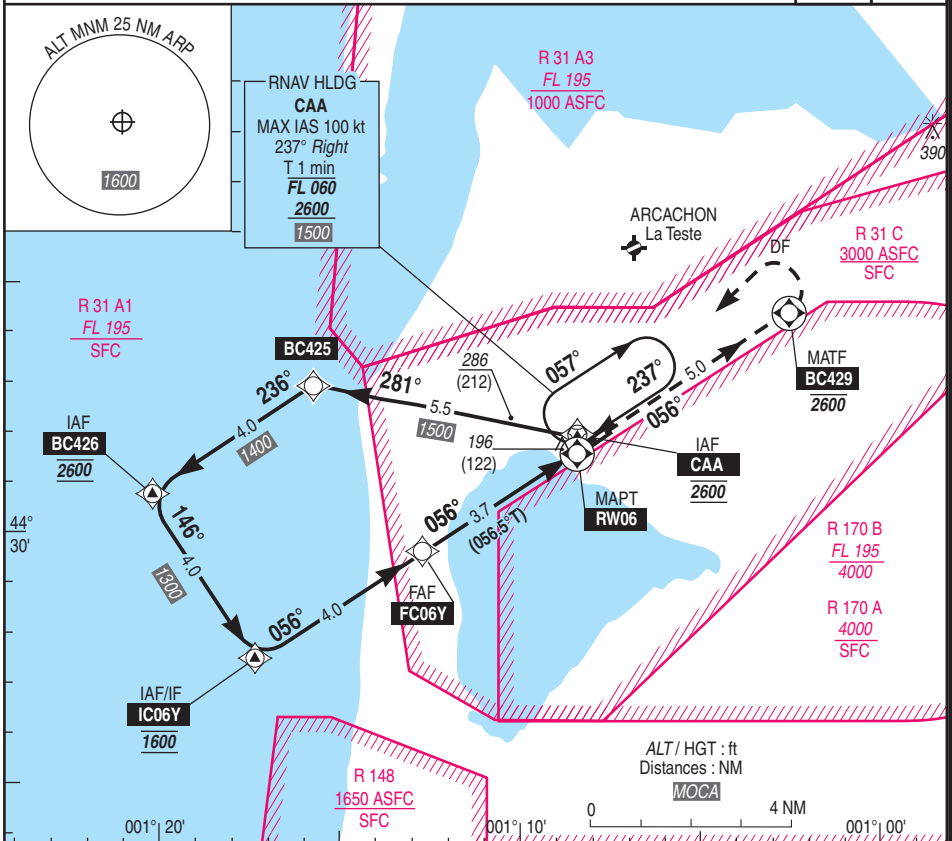 ALT MNM 25 NM ARP
1600
RNAV HLDG
CAA
MAX IAS 100 kt
237° Right
T 1 min
FL 060
2600
1500
R 31 A3
FL 195
1000 ASFC
390
ARCACHON
La Teste
R 31 C
3000 ASFC
SFC
DF
R 31 A1
FL 195
SFC
BC425
286
(212)
057°
237°
5.0
056°
MATF
BC429
2600
236°
281°
5.5
1500
4.0
1400
IAF
BC426
2600
196
(122)
IAF
CAA
2600
MAPT
RW06
146°
4.0
1300
056°
3.7
(056.5°T)
44°
30'
R 170 B
FL 195
4000
R 170 A
4000
SFC
FAF
FC06Y
056°
4.0
IAF/IF
IC06Y
1600
R 148
1650 ASFC
SFC
ALT / HGT : ft
Distances : NM
MOCA
0 4 NM
001° 20' 001° 10' 001° 00'